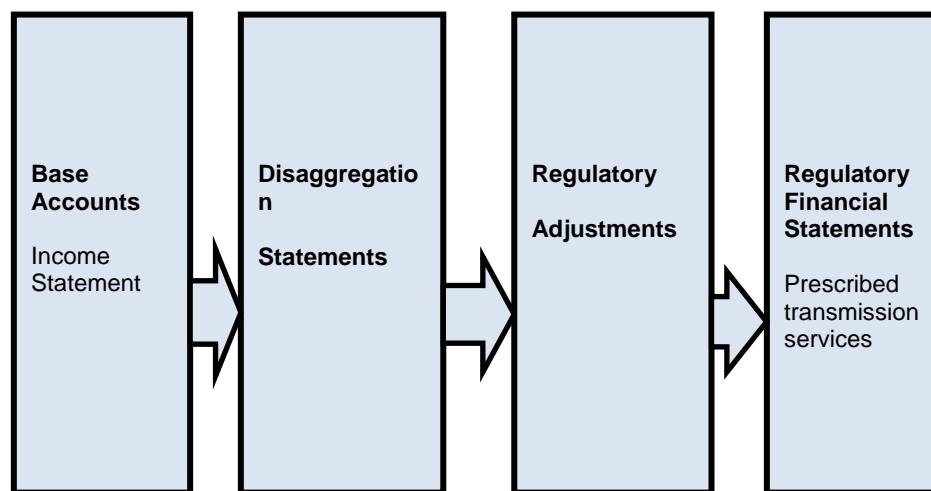 Base
Accounts
Income
Statement
Disaggregatio
n
Statements
Regulatory
Adjustments
Regulatory
Financial
Statements
Prescribed
transmission
services